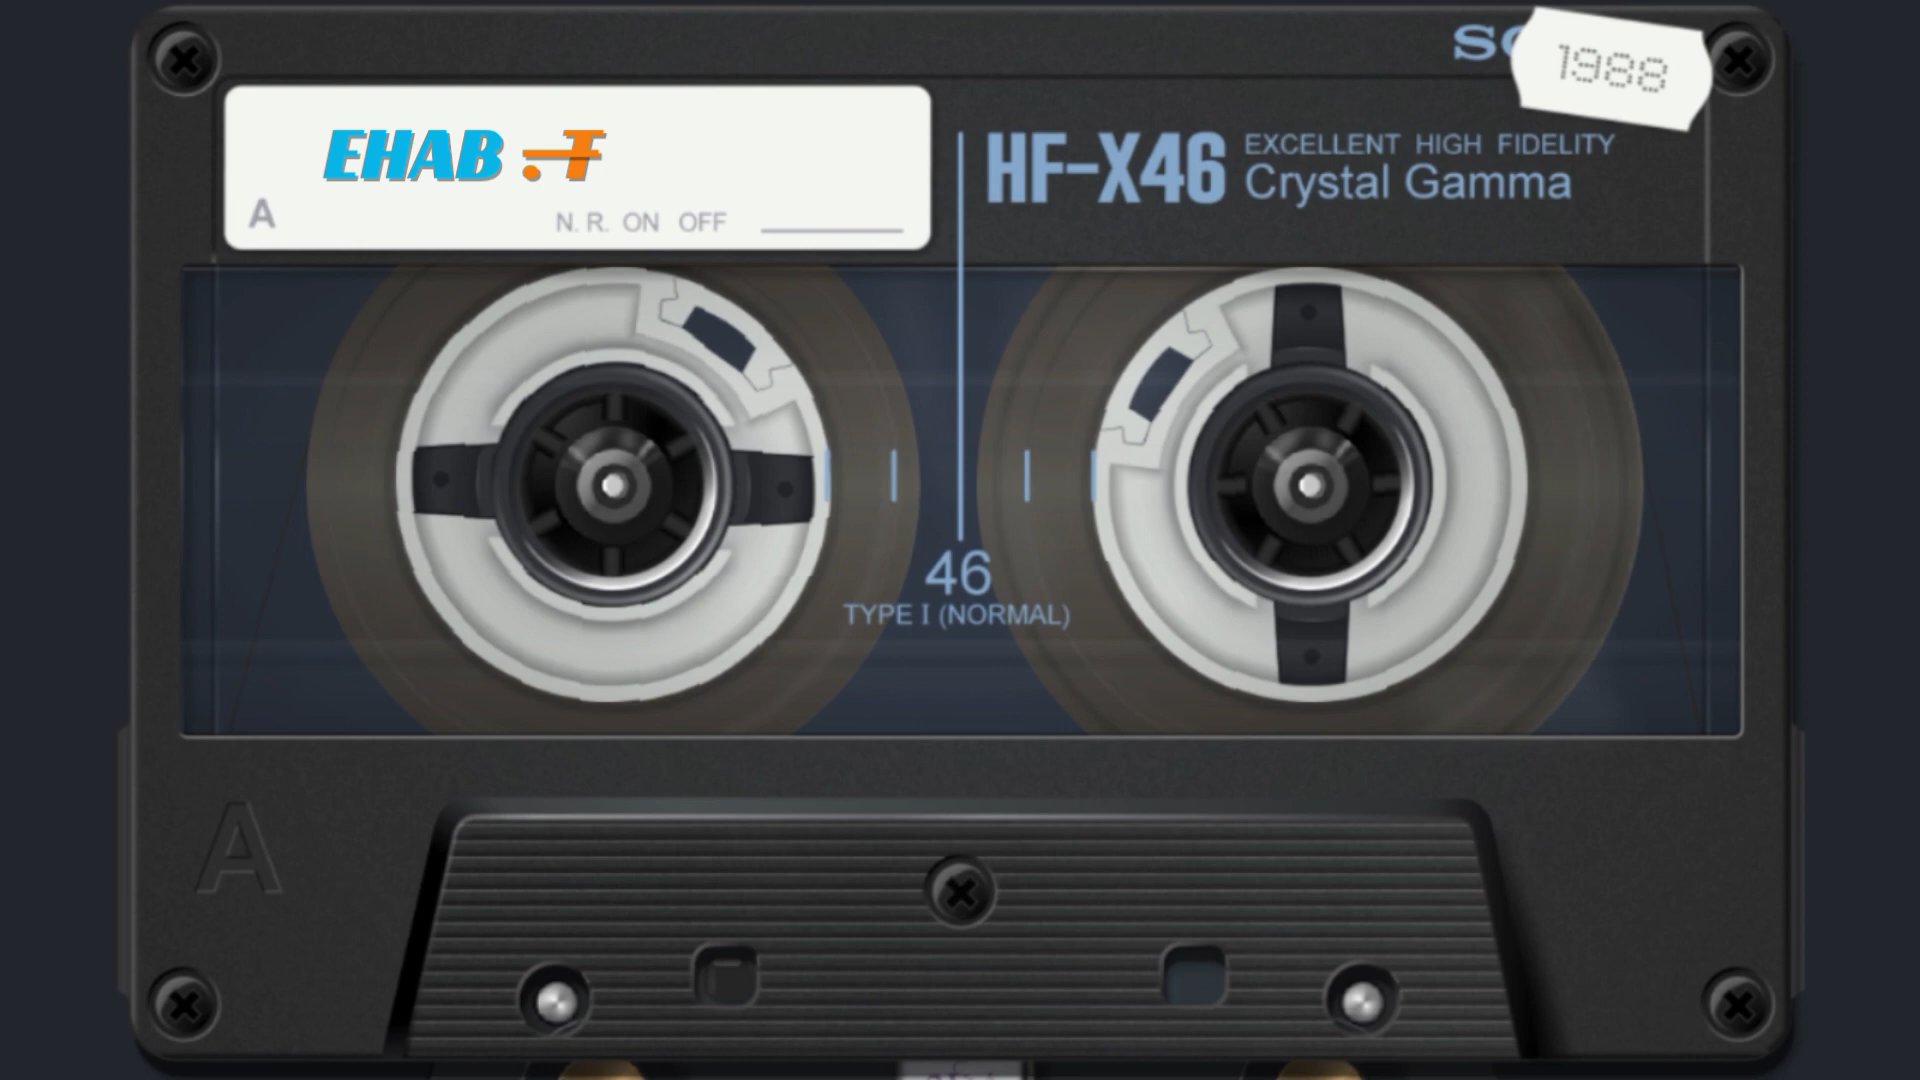 1988
EHAB .F
A
N. R. ON OFF
HF-X46
EXCELLENT HIGH FIDELITY
Crystal Gamma
46
TYPE I (NORMAL)
A